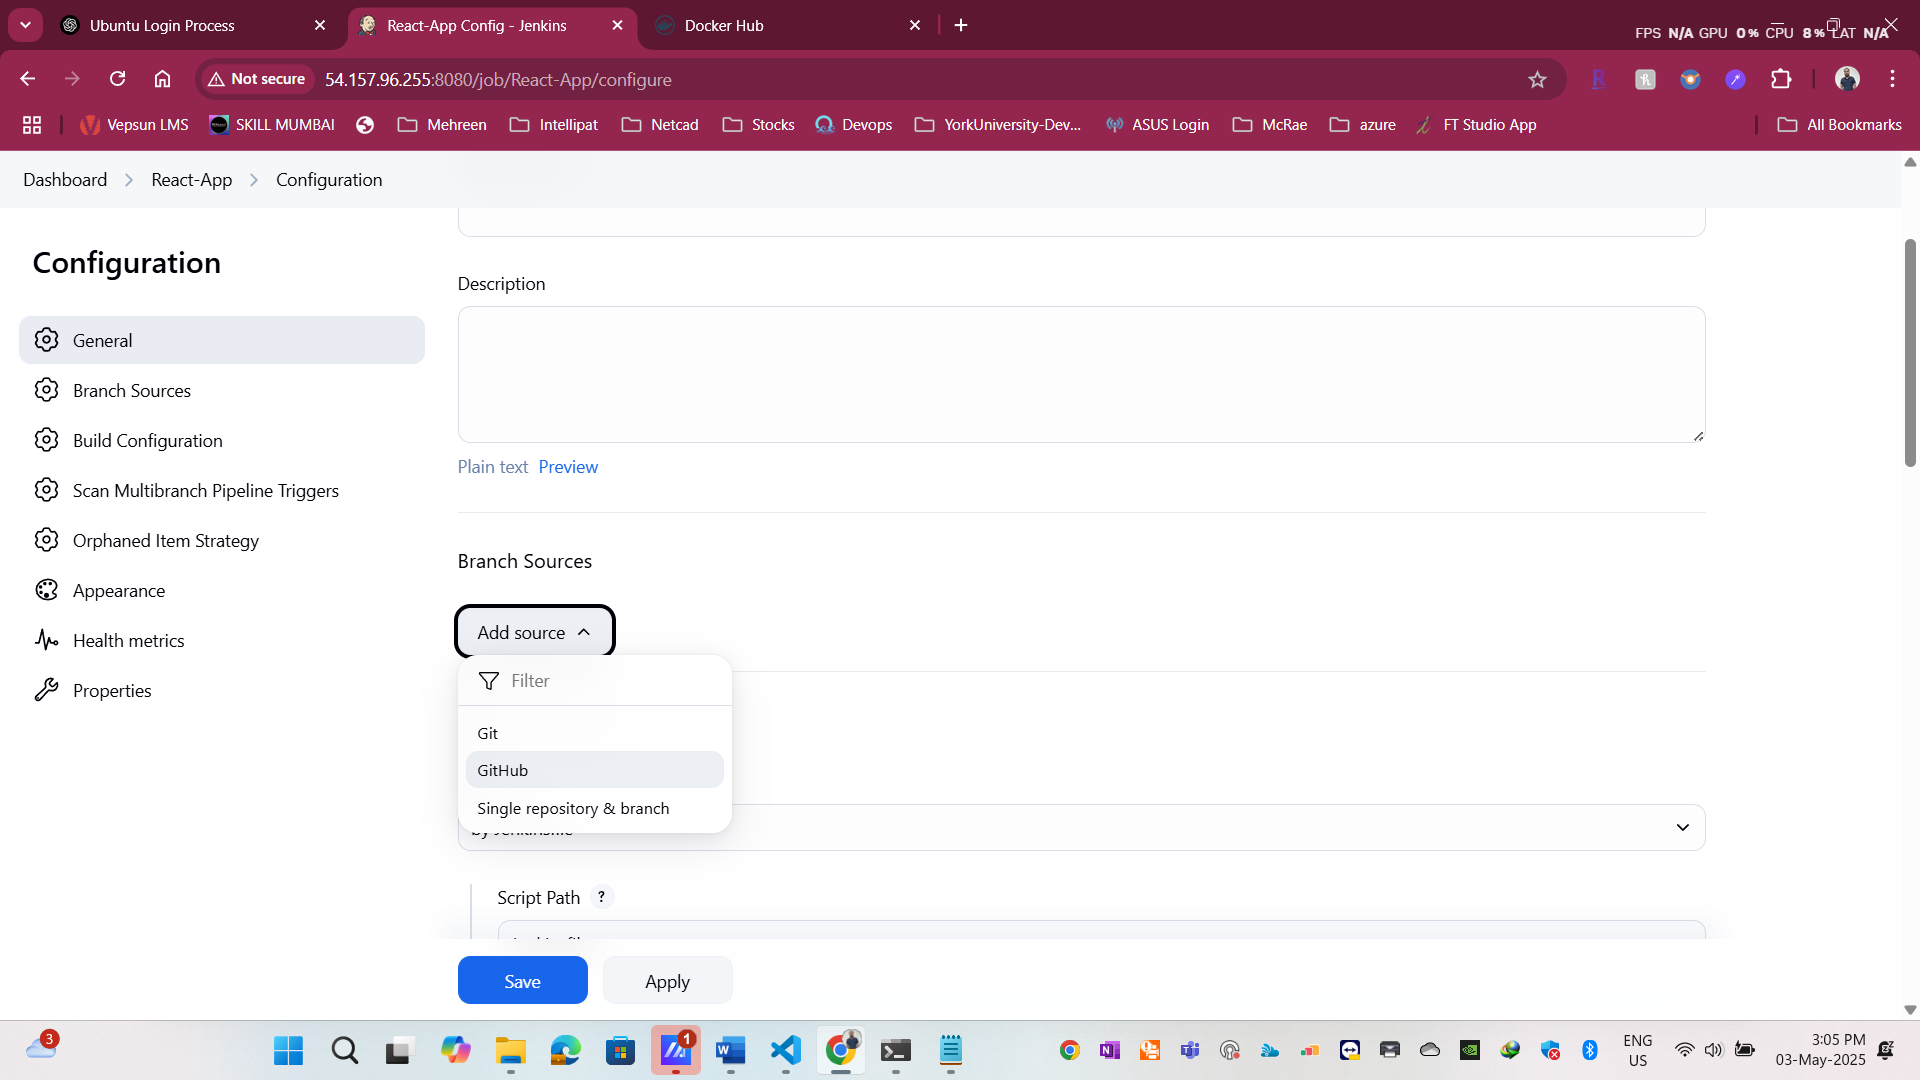 Ubuntu Login Process
React-App Config - Jenkins
Docker Hub
FPS N/A GPU 0% CPU 8% LAT N/A
Not secure
54.157.96.255:8080/job/React-App/configure
Vepsun LMS
SKILL MUMBAI
Mehreen
Intellipat
Netcad
Stocks
Devops
YorkUniversity-Dev...
ASUS Login
McRae
azure
FT Studio App
All Bookmarks
Dashboard
React-App
Configuration
Configuration
General
Branch Sources
Build Configuration
Scan Multibranch Pipeline Triggers
Orphaned Item Strategy
Appearance
Health metrics
Properties
Description
Plain text Preview
Branch Sources
Add source
Filter
Git
GitHub
Single repository & branch
by Jenkinsfile
Script Path ?
Save
Apply
3
1
ENG
US
3:05 PM
03-May-2025